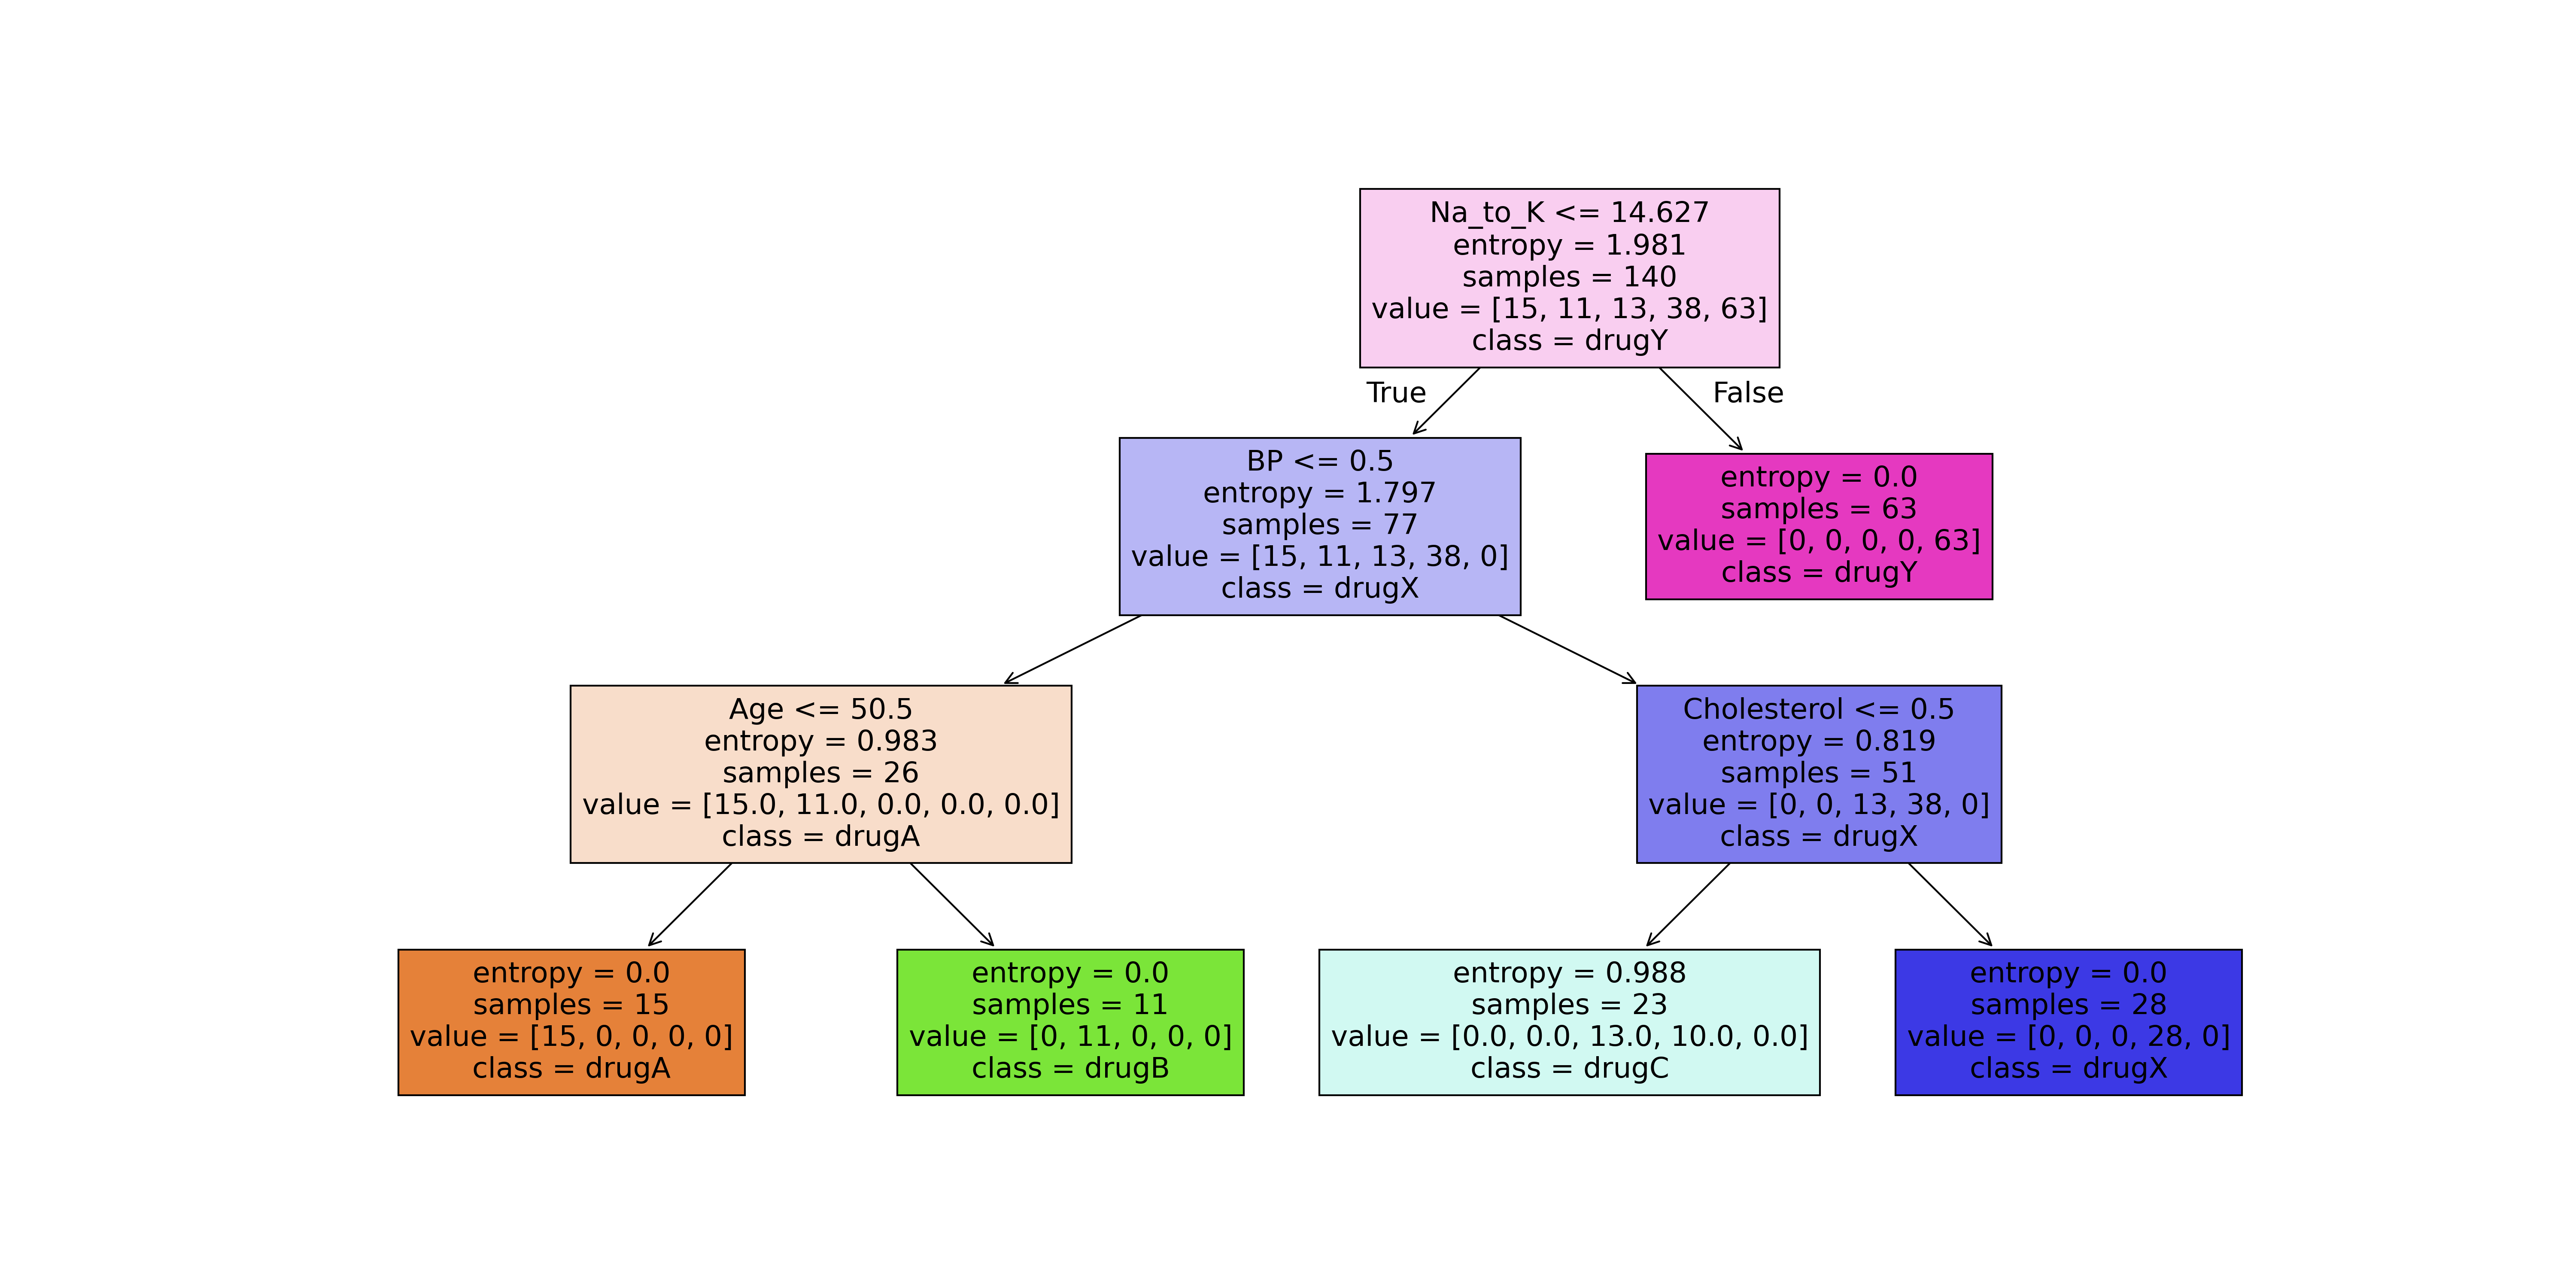 Na_to_K <= 14.627
entropy = 1.981
samples = 140
value = [15, 11, 13, 38, 63]
class = drugY
True
False
BP <= 0.5
entropy = 1.797
samples = 77
value = [15, 11, 13, 38, 0]
class = drugX
entropy = 0.0
samples = 63
value = [0, 0, 0, 0, 63]
class = drugY
Age <= 50.5
entropy = 0.983
samples = 26
value = [15.0, 11.0, 0.0, 0.0, 0.0]
class = drugA
Cholesterol <= 0.5
entropy = 0.819
samples = 51
value = [0, 0, 13, 38, 0]
class = drugX
entropy = 0.0
samples = 15
value = [15, 0, 0, 0, 0]
class = drugA
entropy = 0.0
samples = 11
value = [0, 11, 0, 0, 0]
class = drugB
entropy = 0.988
samples = 23
value = [0.0, 0.0, 13.0, 10.0, 0.0]
class = drugC
entropy = 0.0
samples = 28
value = [0, 0, 0, 28, 0]
class = drugX